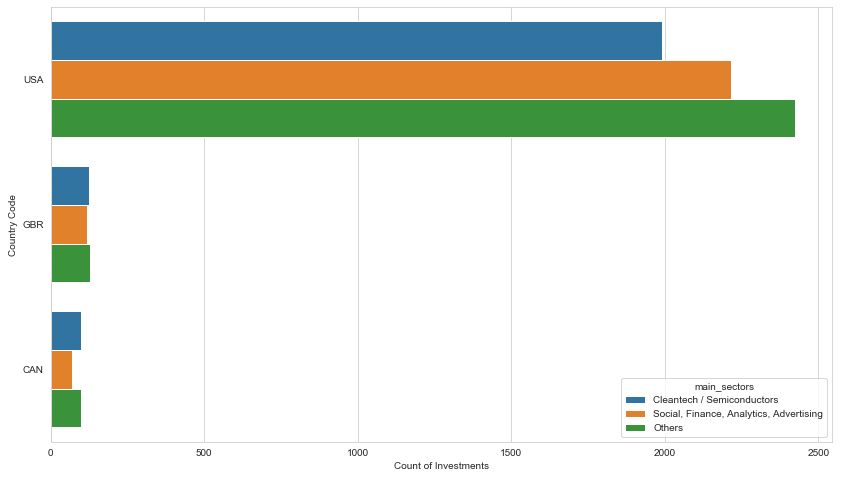 USA
GBR
CAN
Country Code
0
500
1000
1500
2000
2500
Count of Investments
main_sectors
Cleantech / Semiconductors
Social, Finance, Analytics, Advertising
Others